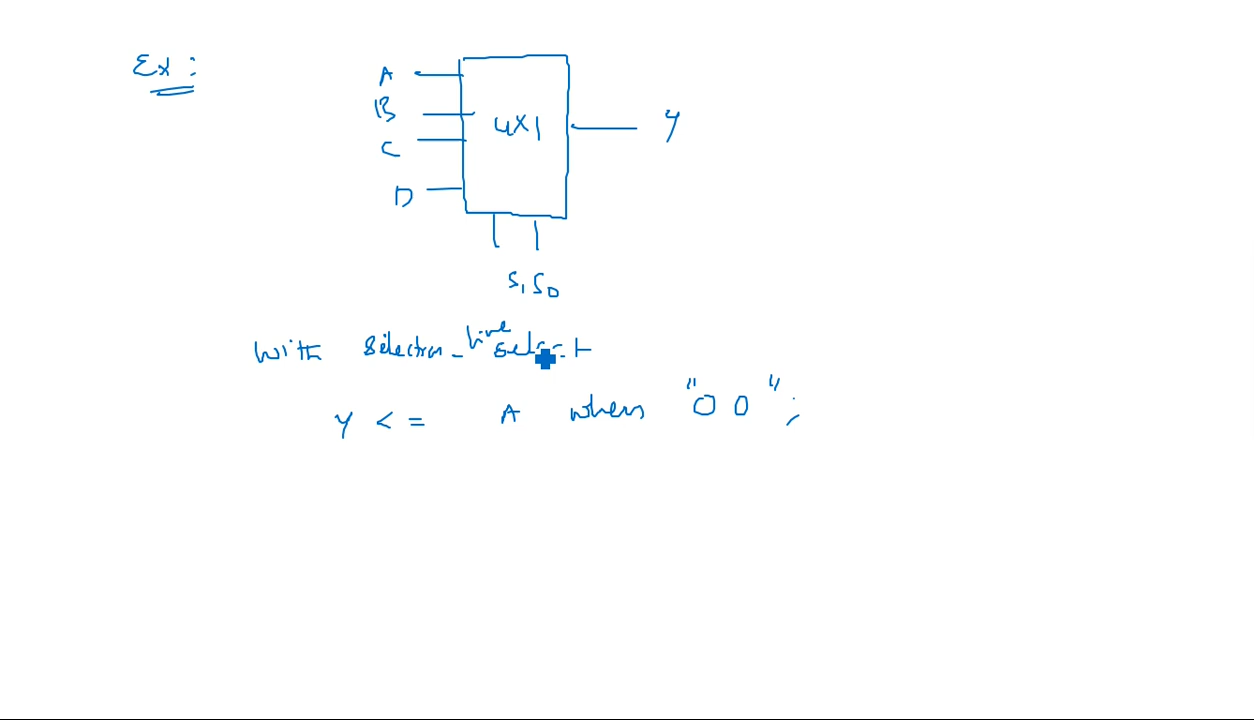 Ex :
A
B
4X1
Y
C
D
S1 S0
With Selection_line select
Y <= A when "00";